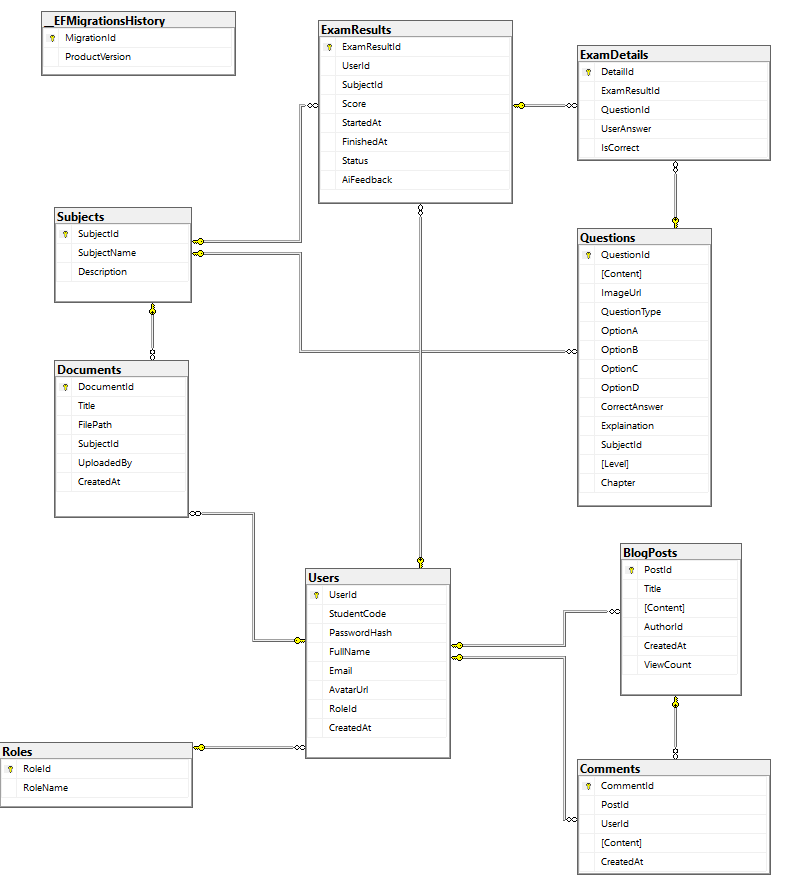 __EFMigrationsHistory
MigrationId
ProductVersion
ExamResults
ExamResultId
UserId
SubjectId
Score
StartedAt
FinishedAt
Status
AiFeedback
ExamDetails
DetailId
ExamResultId
QuestionId
UserAnswer
IsCorrect
Subjects
SubjectId
SubjectName
Description
Questions
QuestionId
[Content]
ImageUrl
QuestionType
OptionA
OptionB
OptionC
OptionD
CorrectAnswer
Explaination
SubjectId
[Level]
Chapter
Documents
DocumentId
Title
FilePath
SubjectId
UploadedBy
CreatedAt
Users
UserId
StudentCode
PasswordHash
FullName
Email
AvatarUrl
RoleId
CreatedAt
BlogPosts
PostId
Title
[Content]
AuthorId
CreatedAt
ViewCount
Roles
RoleId
RoleName
Comments
CommentId
PostId
UserId
[Content]
CreatedAt